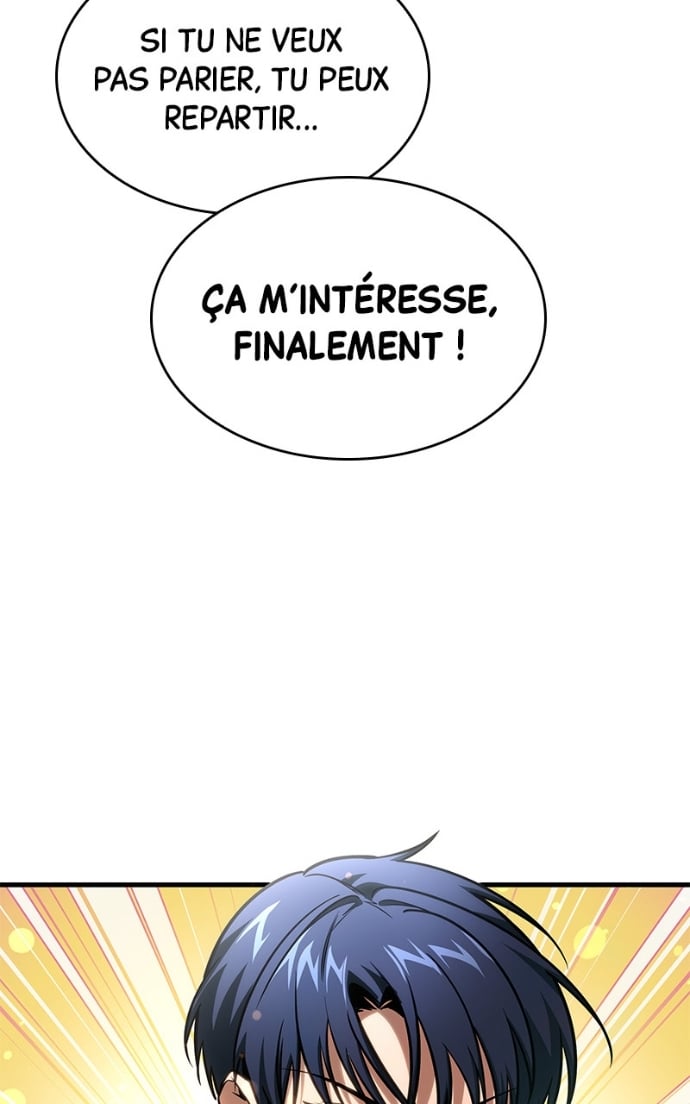 SI TU NE VEUX
PAS PARIER, TU PEUX
REPARTIR...
ÇA M'INTÉRESSE,
FINALEMENT !